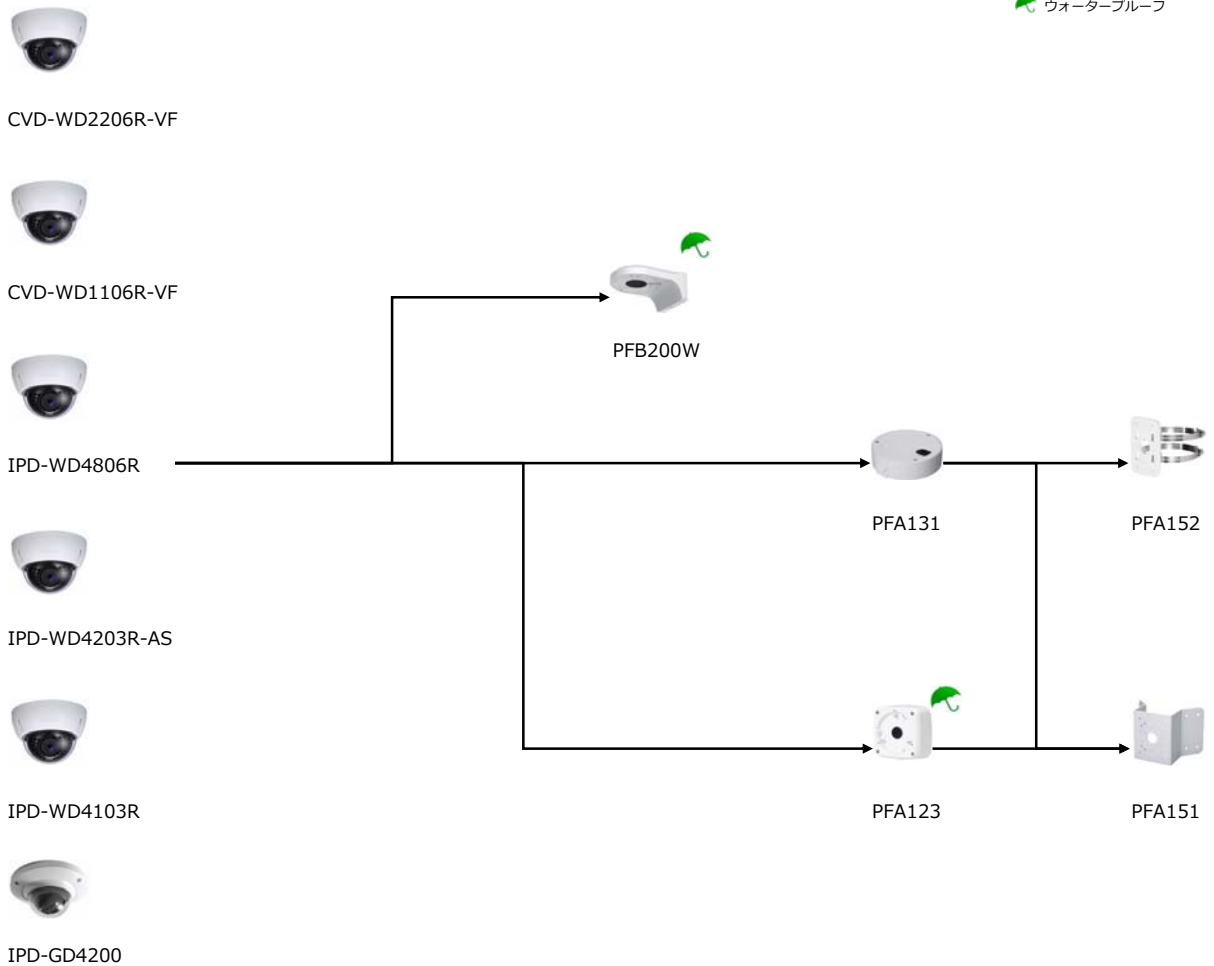 ウォータープルーフ
CVD-WD2206R-VF
CVD-WD1106R-VF
PFB200W
IPD-WD4806R
PFA131
PFA152
IPD-WD4203R-AS
IPD-WD4103R
PFA123
PFA151
IPD-GD4200